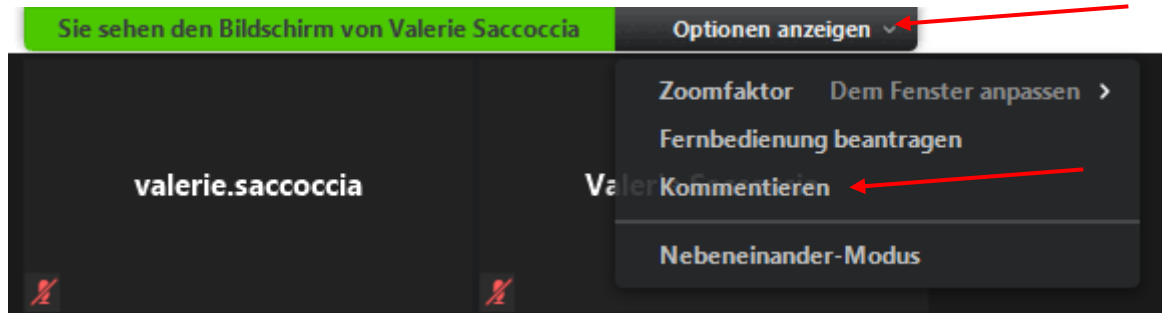 Sie sehen den Bildschirm von Valerie Saccoccia Optionen anzeigen
Zoomfaktor Dem Fenster anpassen
Fernbedienung beantragen
valerie.saccoccia
Kommentieren
Nebeneinander-Modus